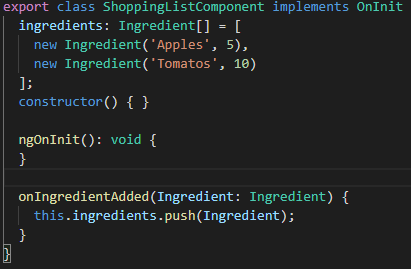 export class ShoppingListComponent implements OnInit
ingredients: Ingredient[] = [
new Ingredient('Apples', 5),
new Ingredient('Tomatos', 10)
];
constructor() { }
ngOnInit(): void {
}
onIngredientAdded(Ingredient: Ingredient) {
this.ingredients.push(Ingredient);
}
}